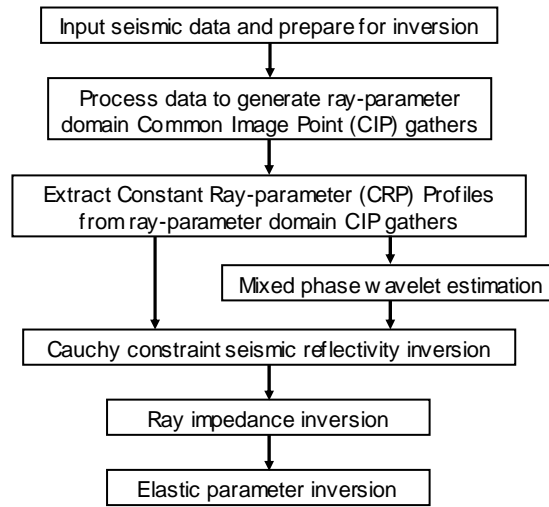 Input seismic data and prepare for inversion
Process data to generate ray-parameter
domain Common Image Point (CIP) gathers
Extract Constant Ray-parameter (CRP) Profiles
from ray-parameter domain CIP gathers
Mixed phase wavelet estimation
Cauchy constraint seismic reflectivity inversion
Ray impedance inversion
Elastic parameter inversion